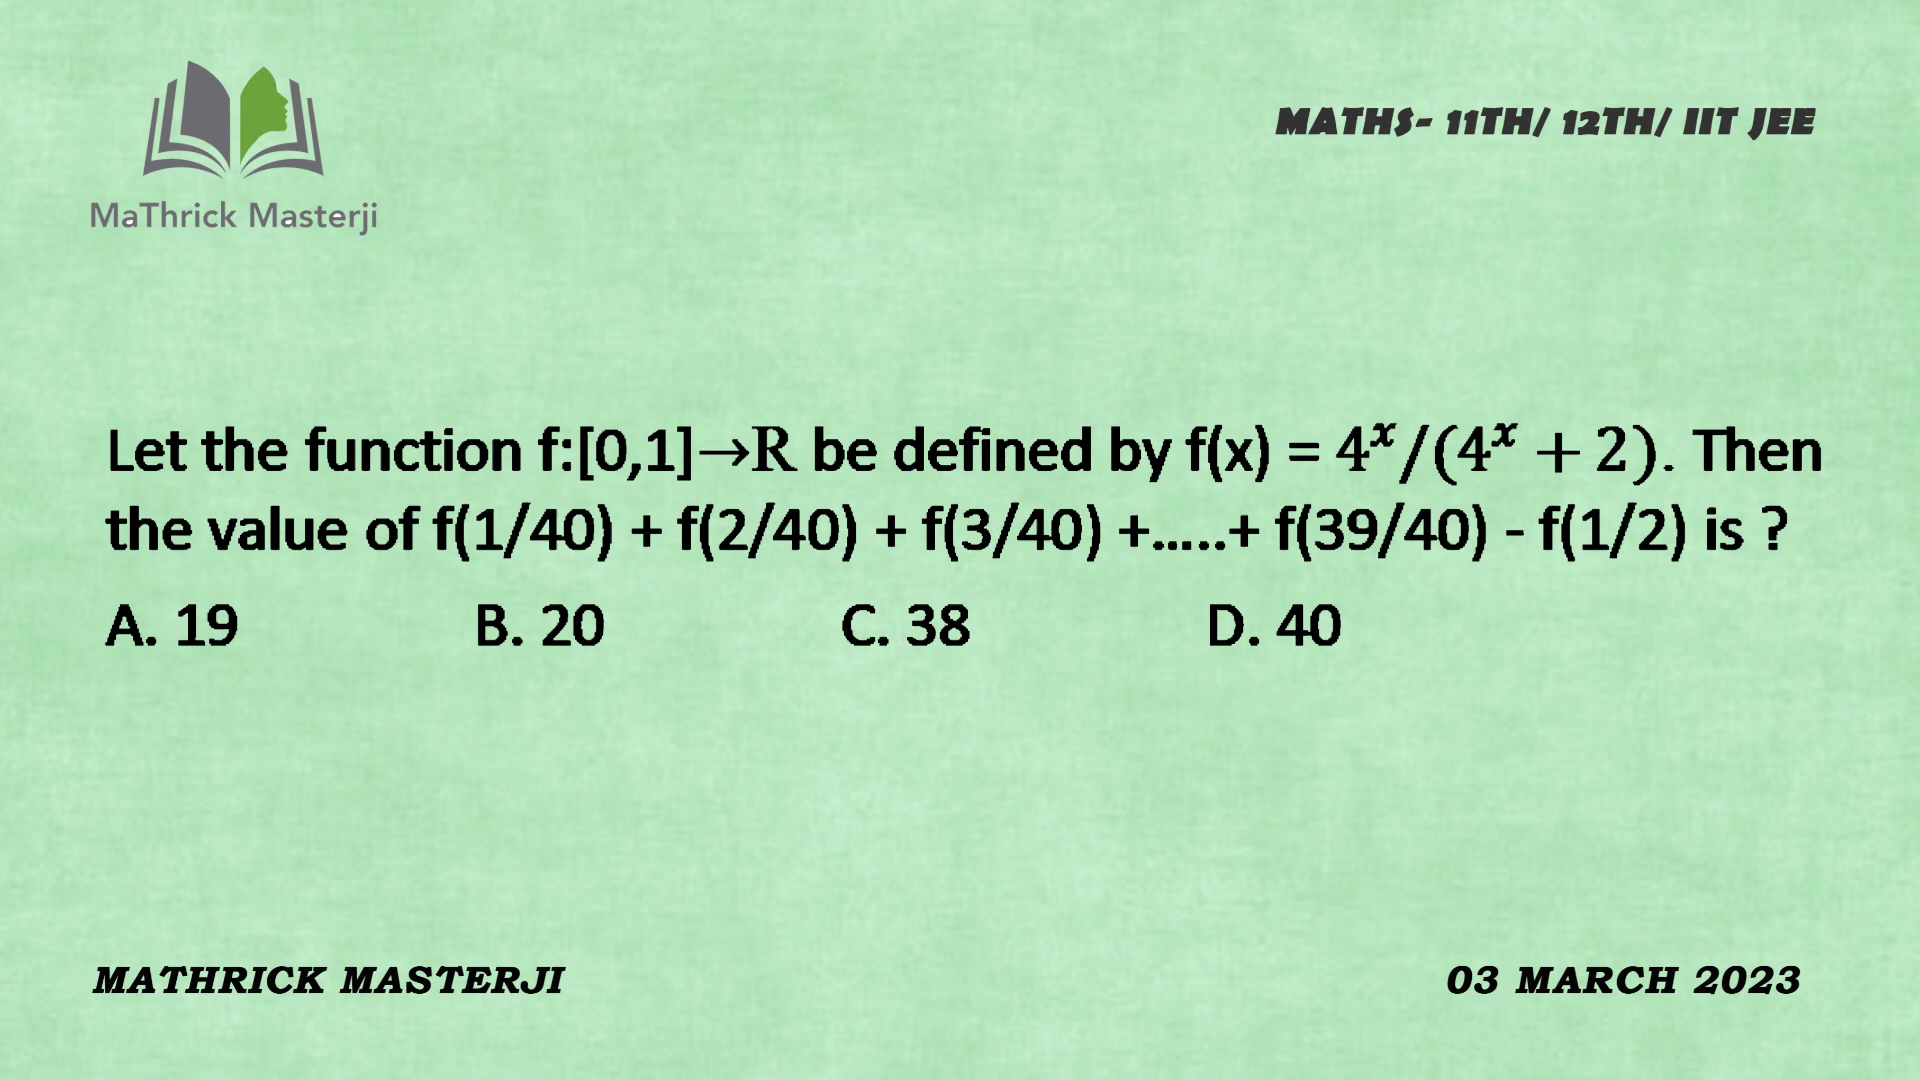 MATHS- 11TH/ 12TH/ IIT JEE
MaThrick Masterji
Let the function f:[0,1]→R be defined by f(x) = 4ˣ/(4ˣ + 2). Then
the value of f(1/40) + f(2/40) + f(3/40) +.....+ f(39/40) - f(1/2) is ?
A. 19 B. 20 C. 38 D. 40
MATHRICK MASTERJI 03 MARCH 2023